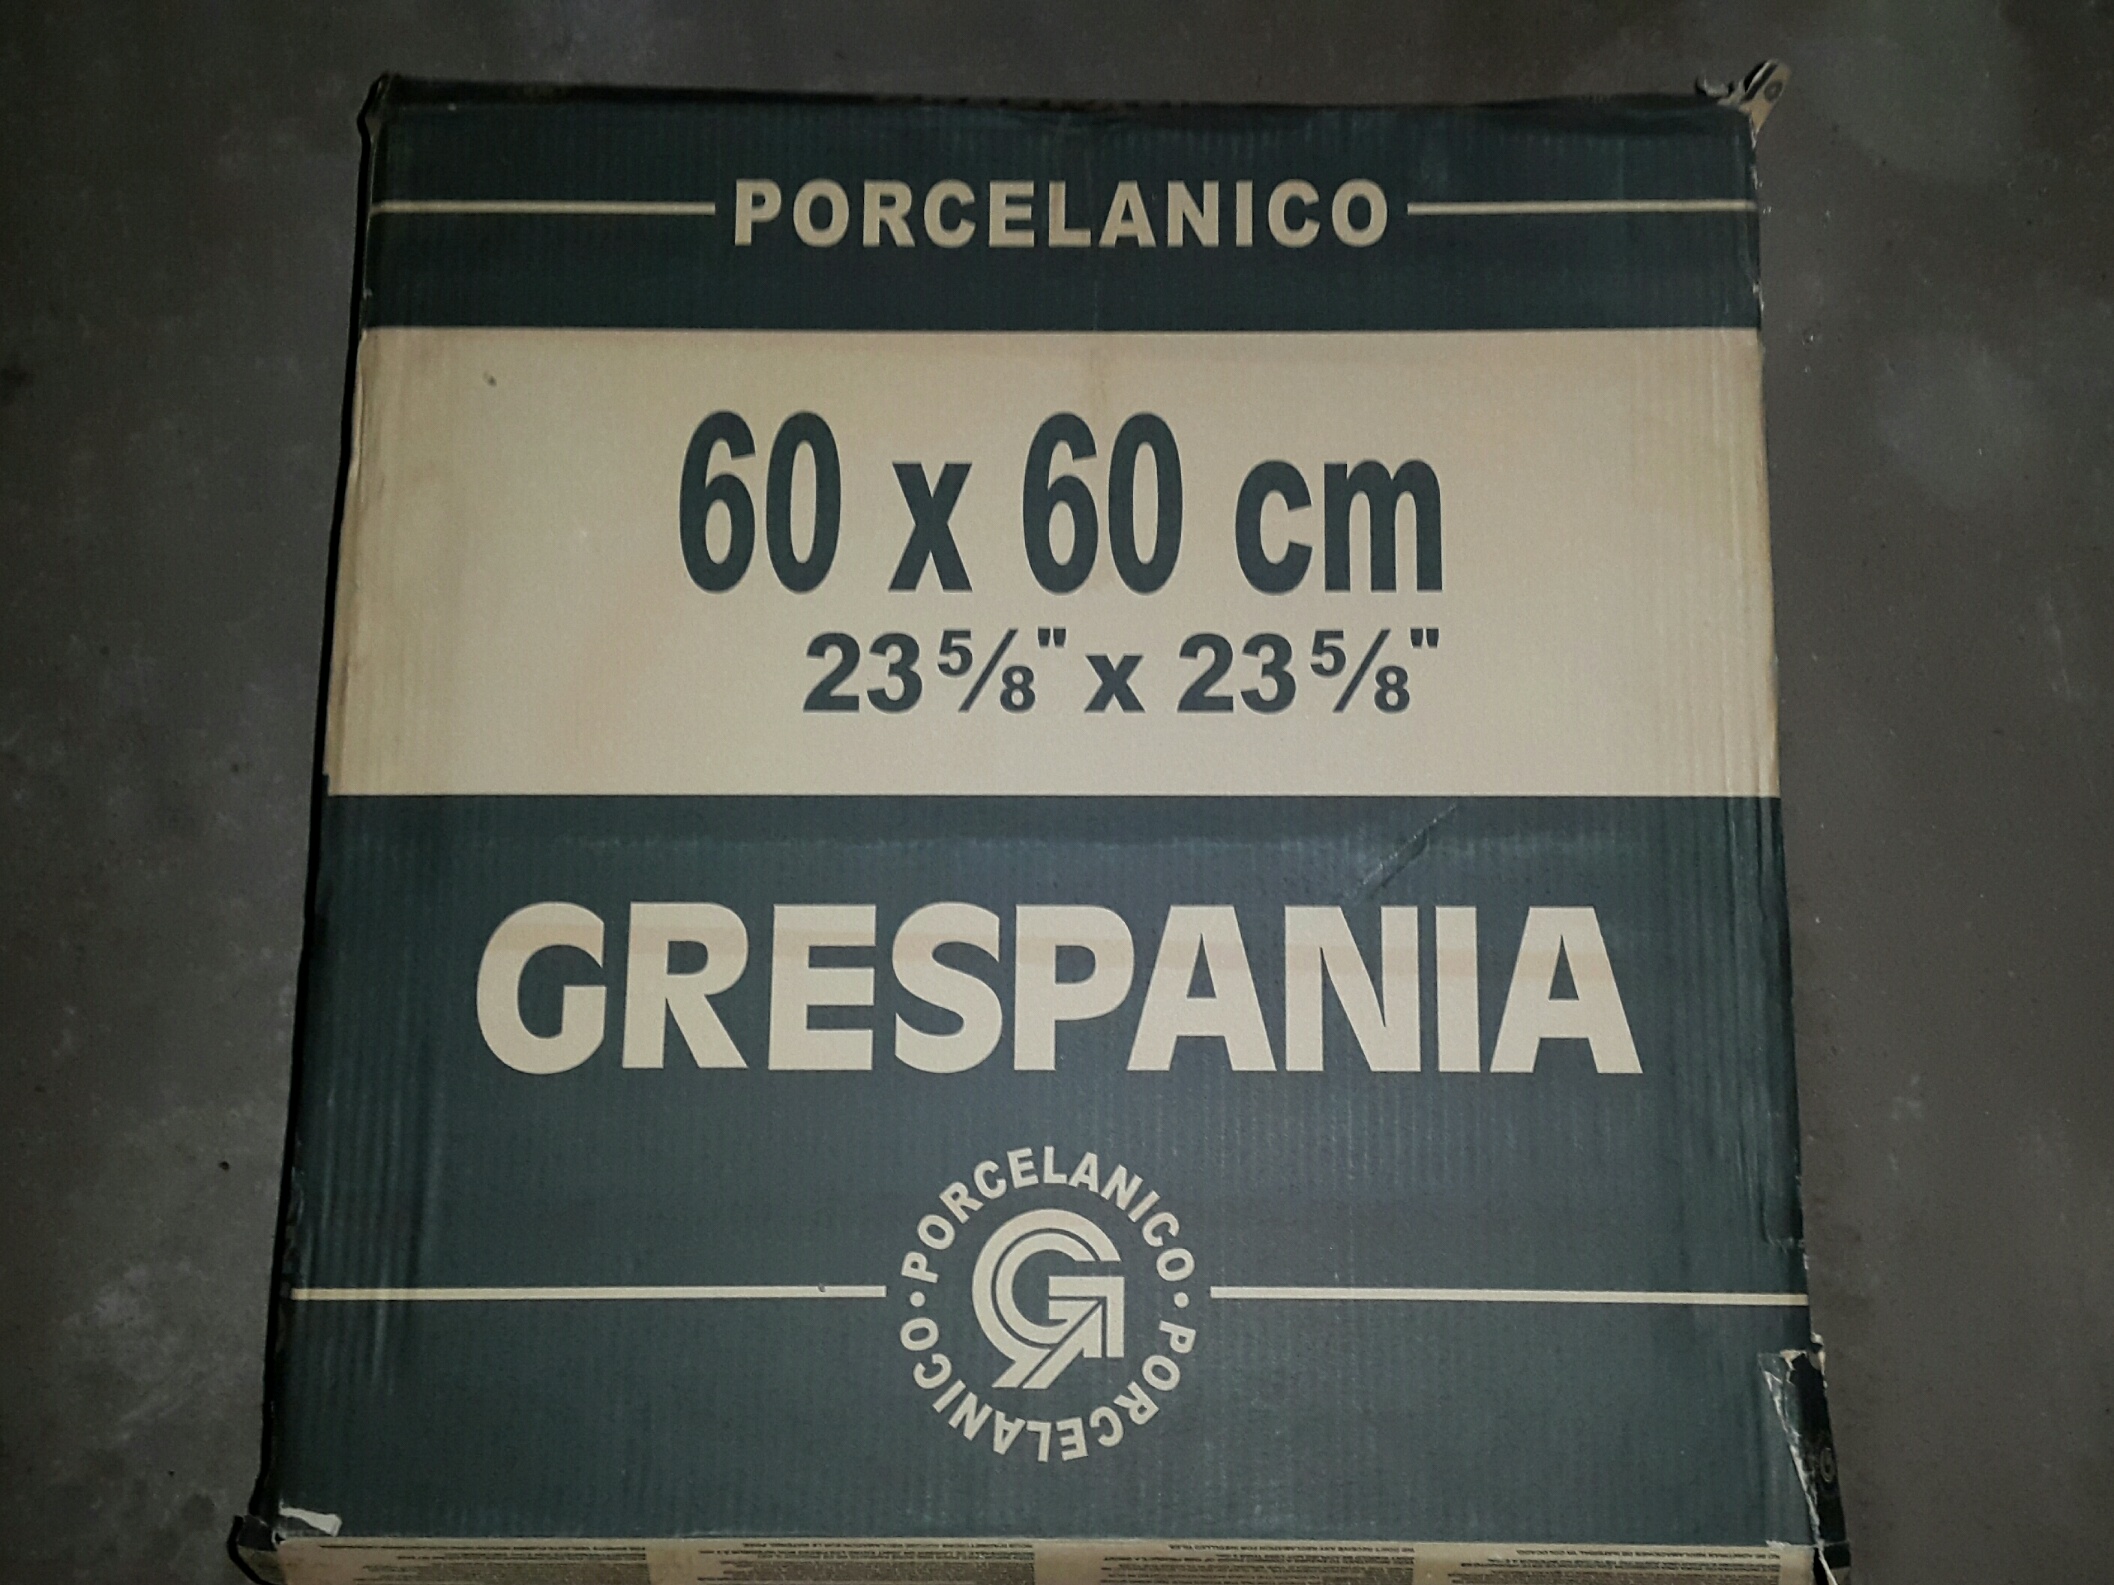 PORCELANICO
60 x 60 cm
23 5/8" x 23 5/8"
GRESPANIA
PORCELANICO · PORCELANICO ·
G